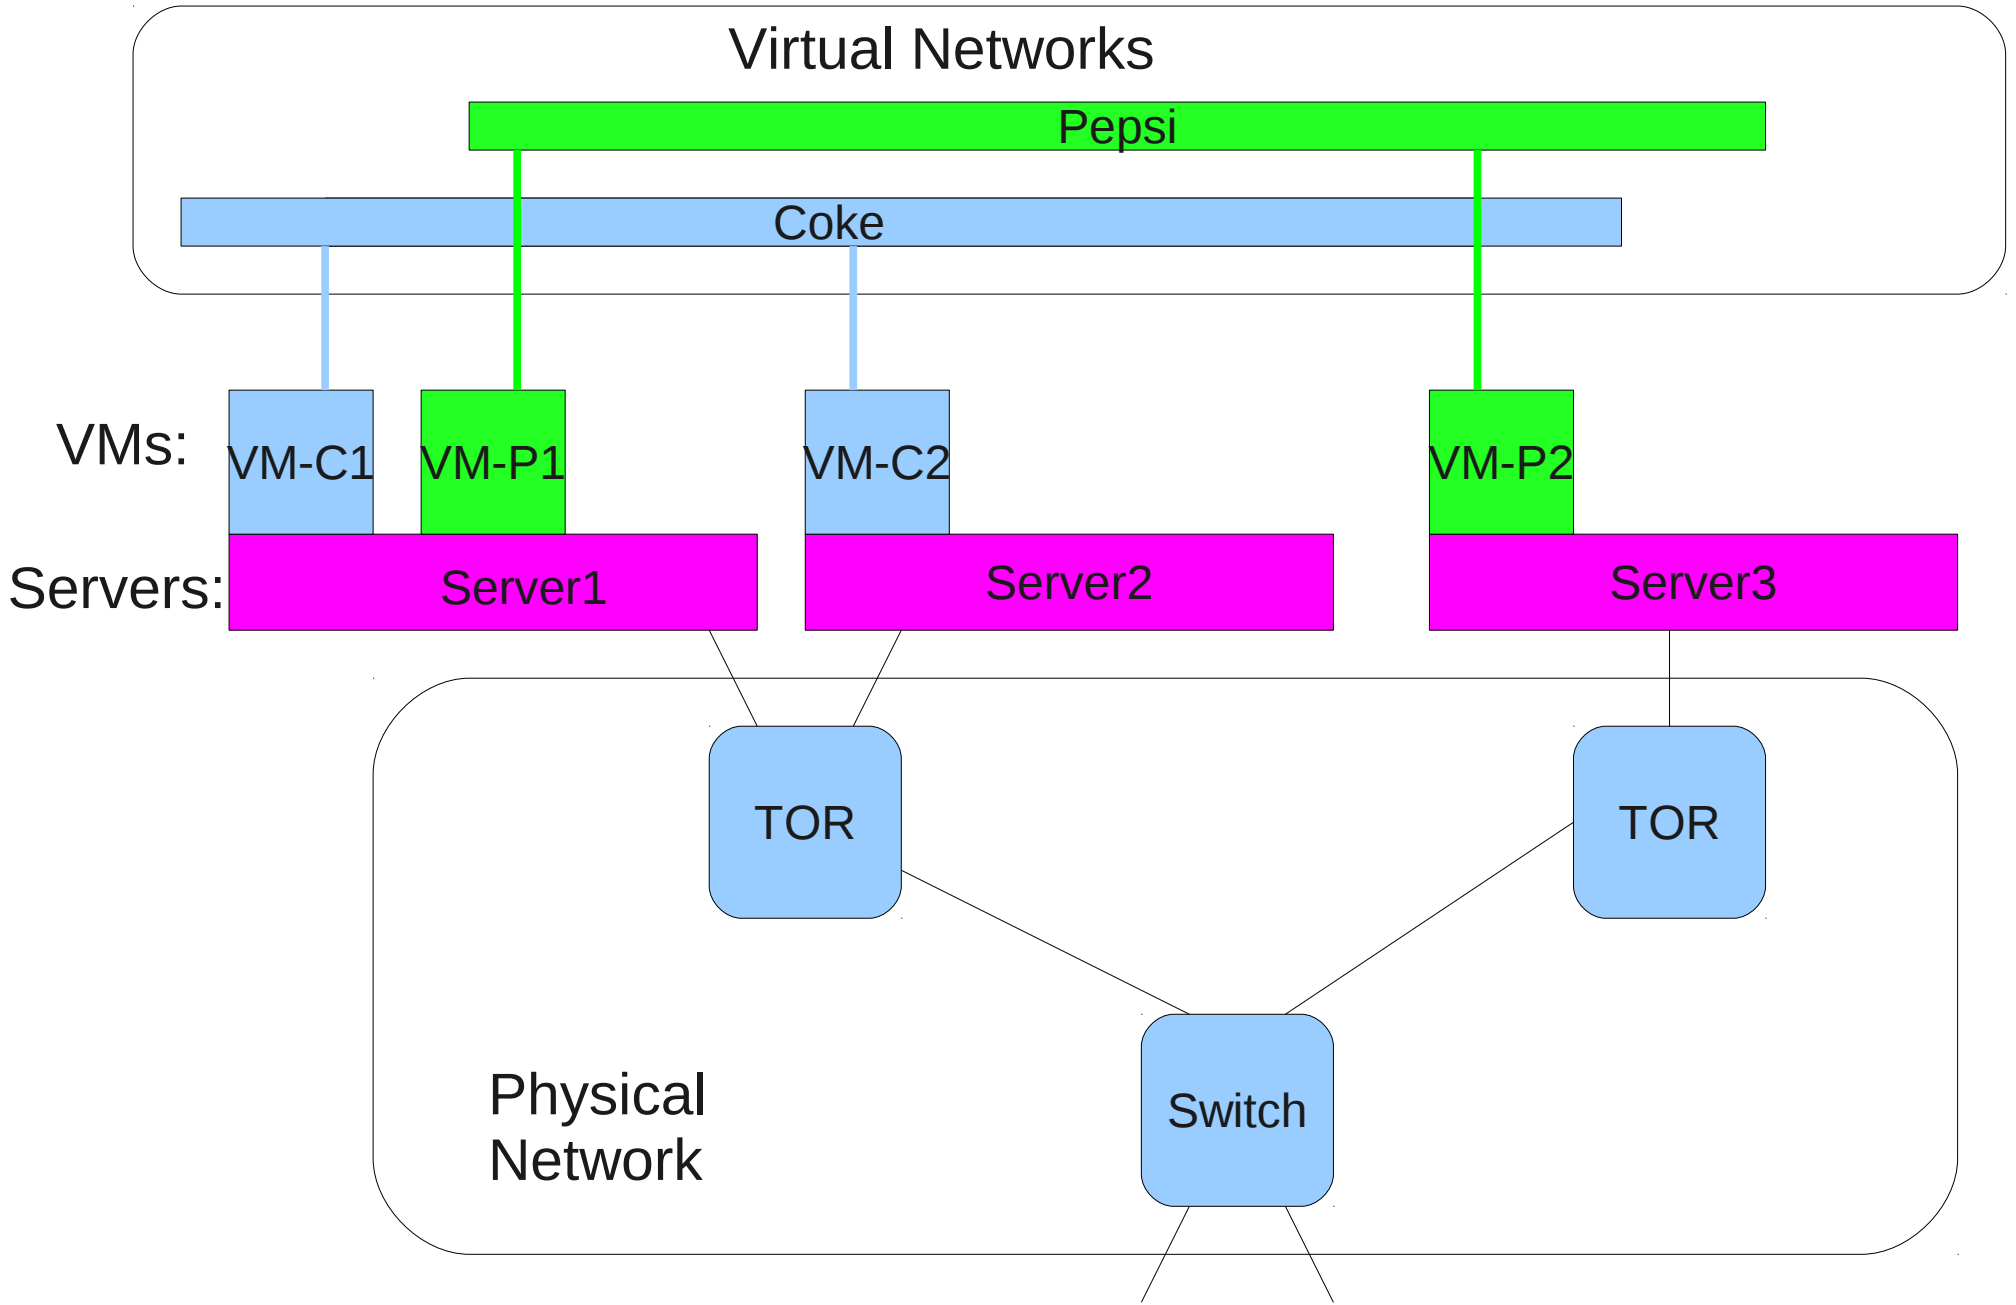 Virtual Networks
Pepsi
Coke
VMs:
VM-C1
VM-P1
VM-C2
VM-P2
Servers:
Server1
Server2
Server3
TOR
TOR
Physical
Network
Switch